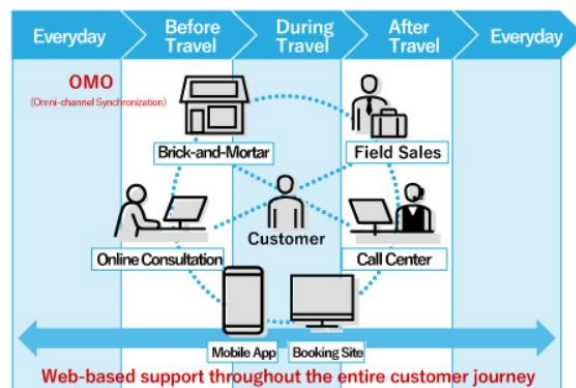 Everyday
Before
Travel
During
Travel
After
Travel
Everyday
OMO
(Omni-channel Synchronization)
Brick-and-Mortar
Field Sales
Customer
Online Consultation
Call Center
Mobile App
Booking Site
Web-based support throughout the entire customer journey